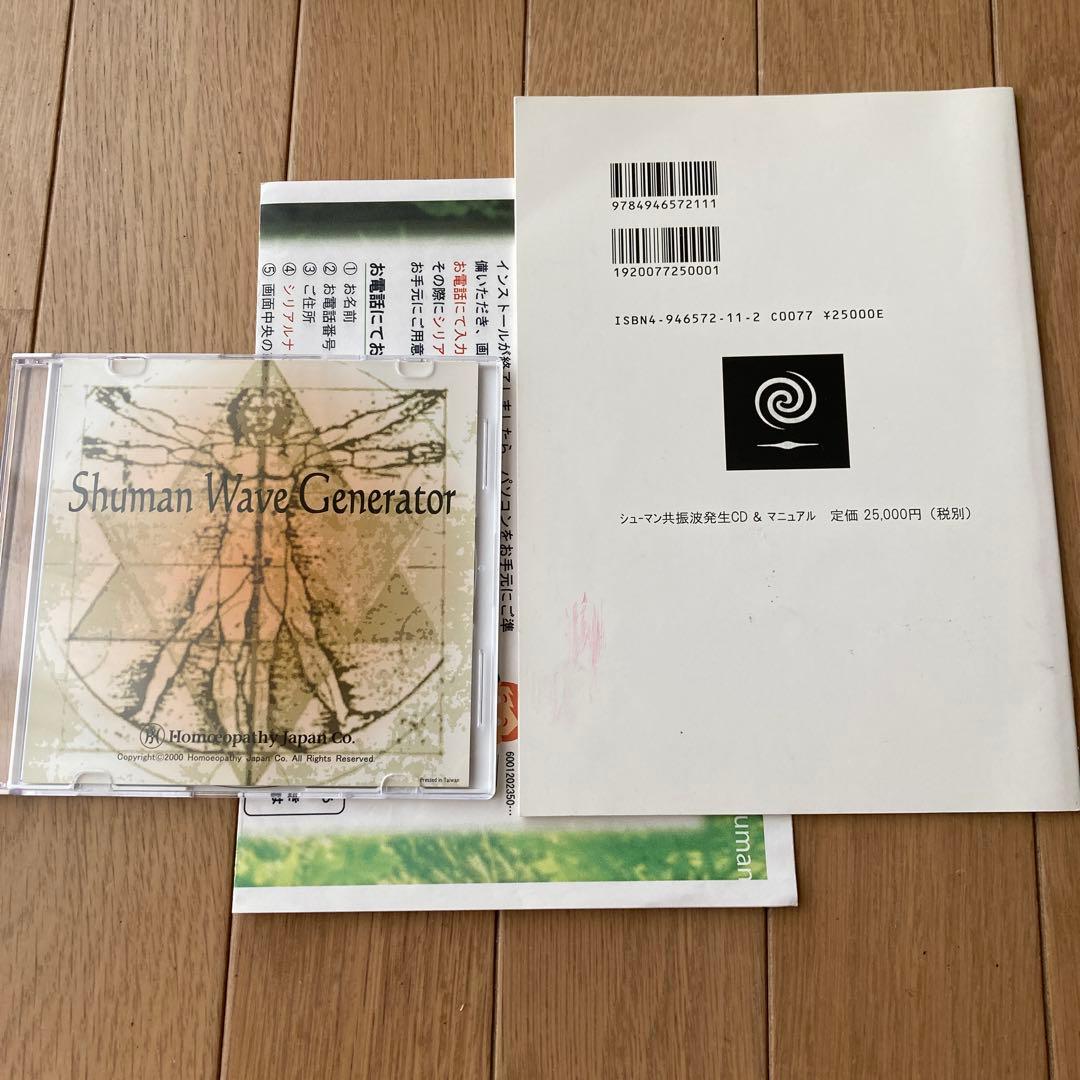 9784946572111
1920077250001
ISBN4-946572-11-2 C0077 ¥25000E
シューマン共振波発生CD & マニュアル 定価 25,000円（税別）
インストールが終了しましたら、パソコンをお手元にご準
備いただき、画
お電話にて入力
その際にシリア
お手元にご用意
お電話にてお
① お名前
② お電話番号
③ ご住所
④ シリアルナ
⑤ 画面中央の
Shuman Wave Generator
Homœopathy Japan Co.
Copyright©2000 Homoeopathy Japan Co. All Rights Reserved.
Pressed in Taiwan
6001202350…
uman